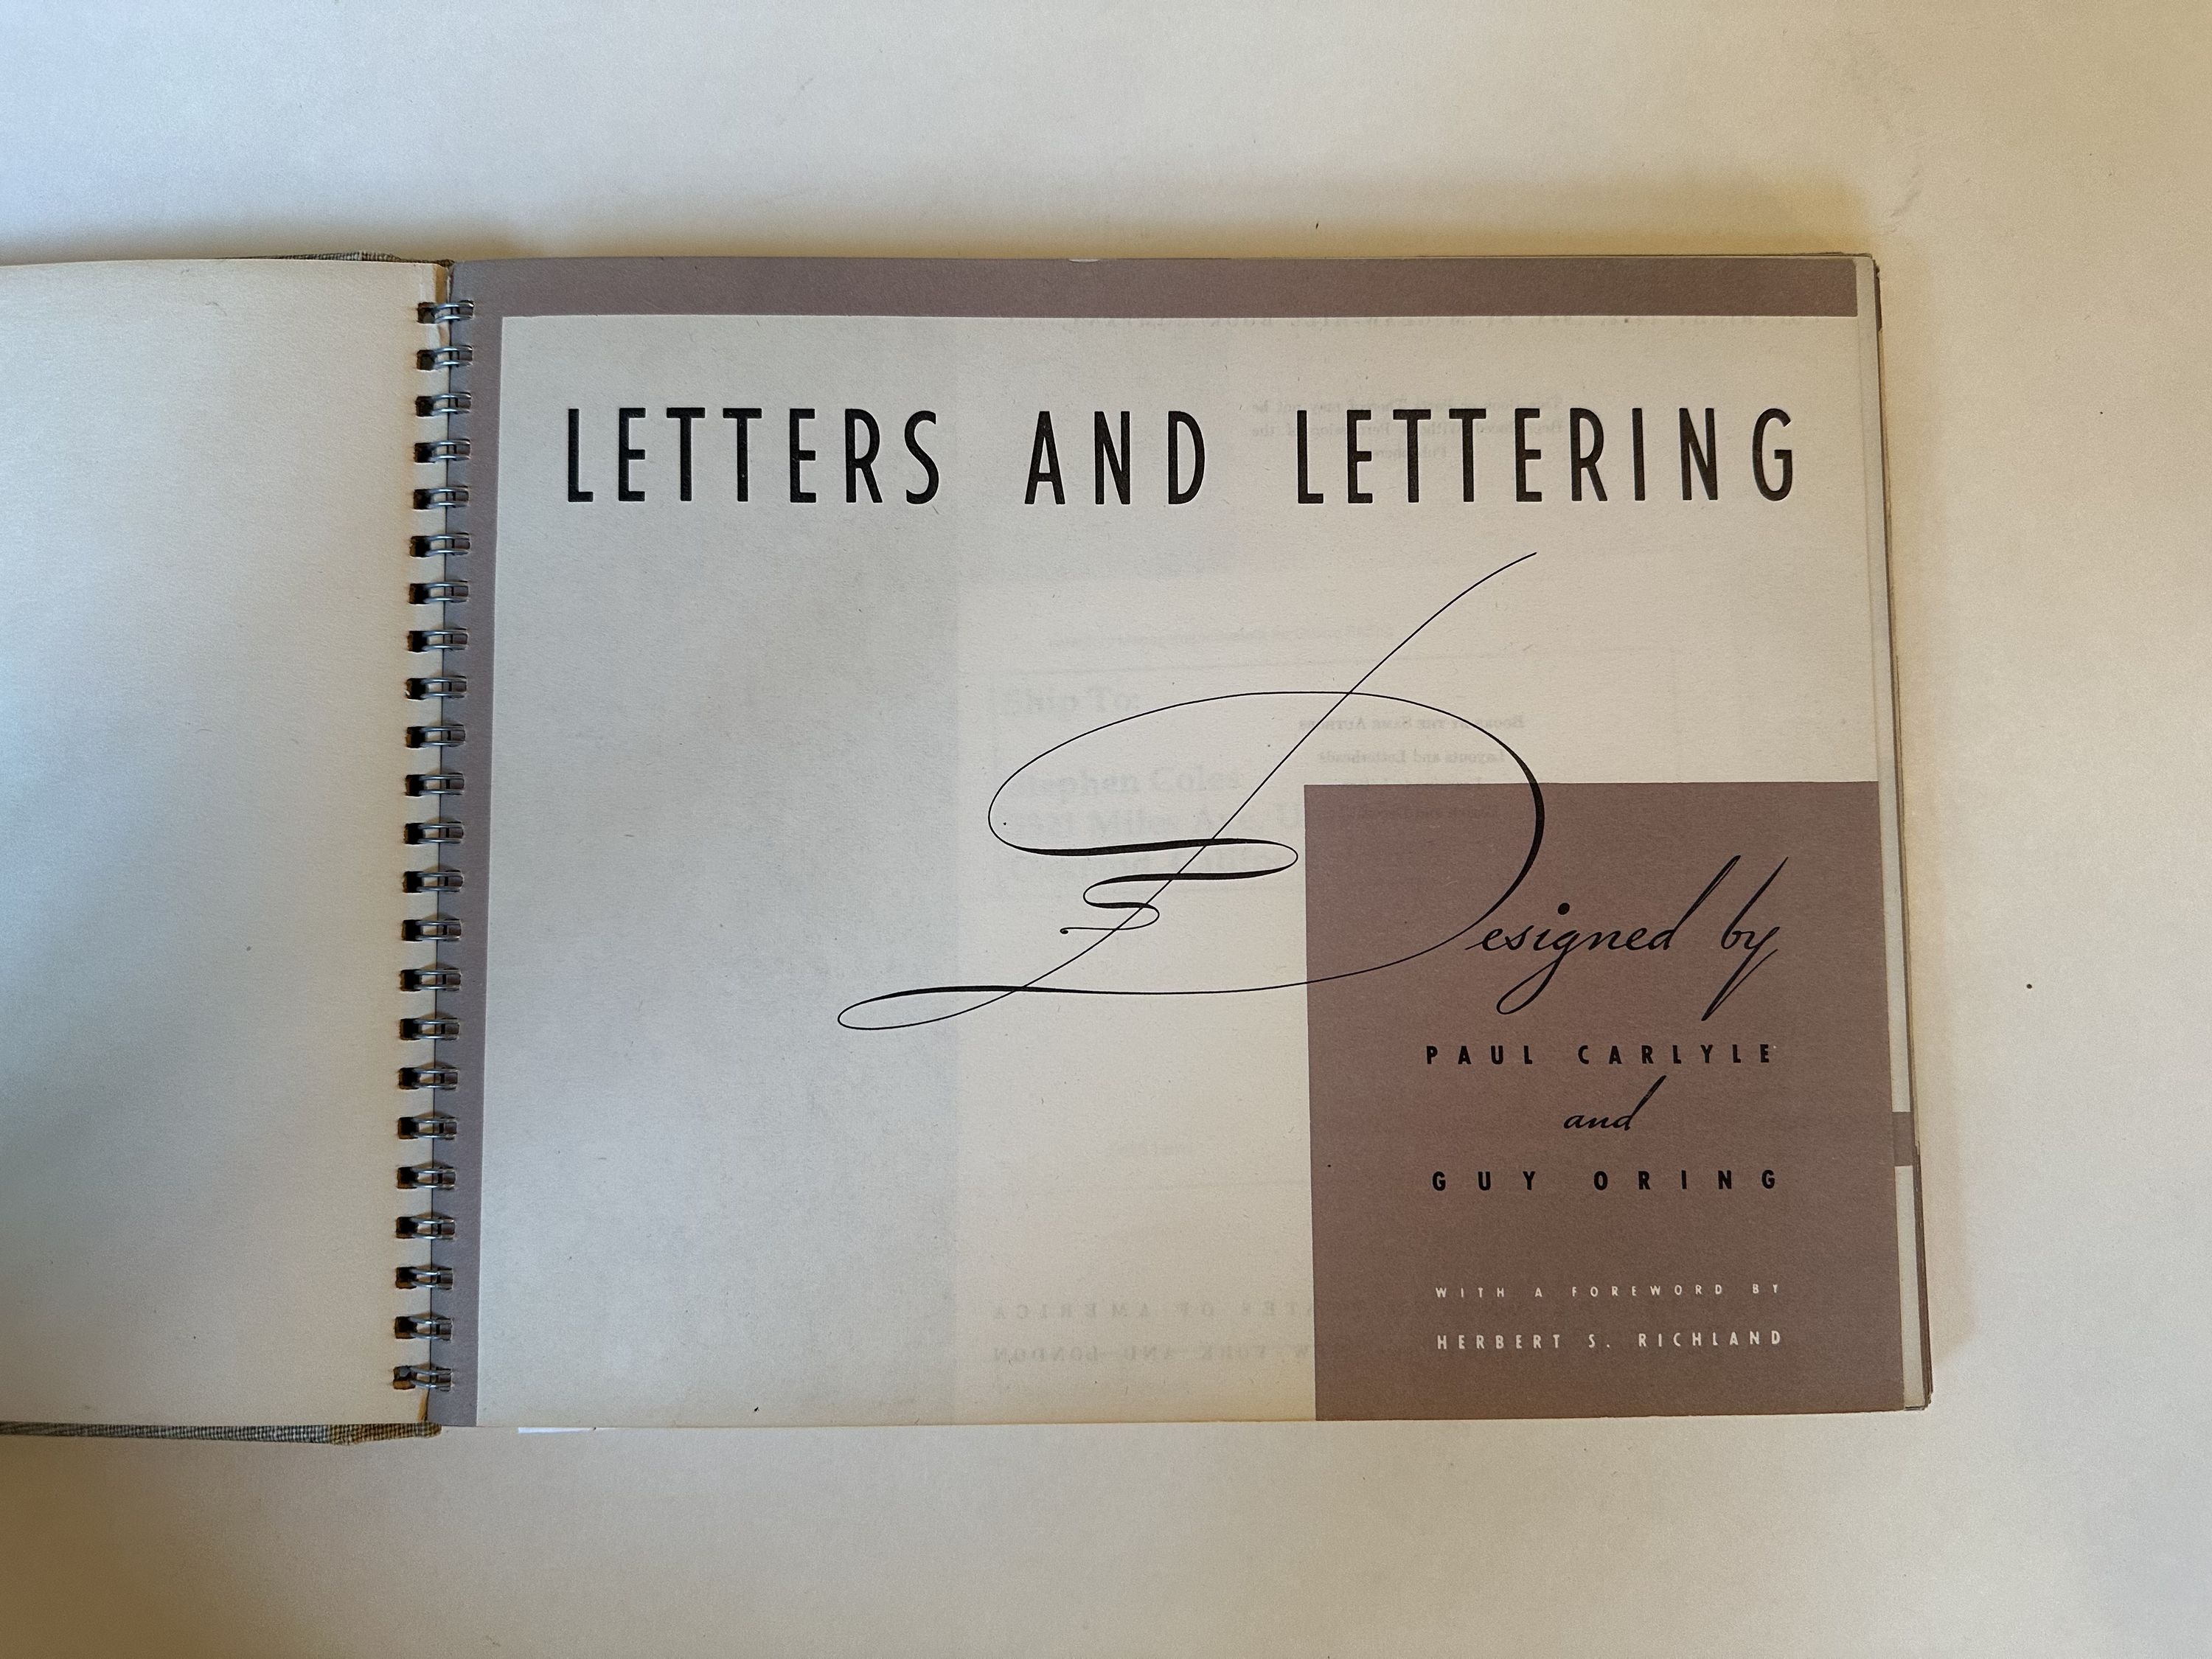 LETTERS AND LETTERING
Designed by
PAUL CARLYLE
and
GUY ORING
WITH A FOREWORD BY
HERBERT S. RICHLAND